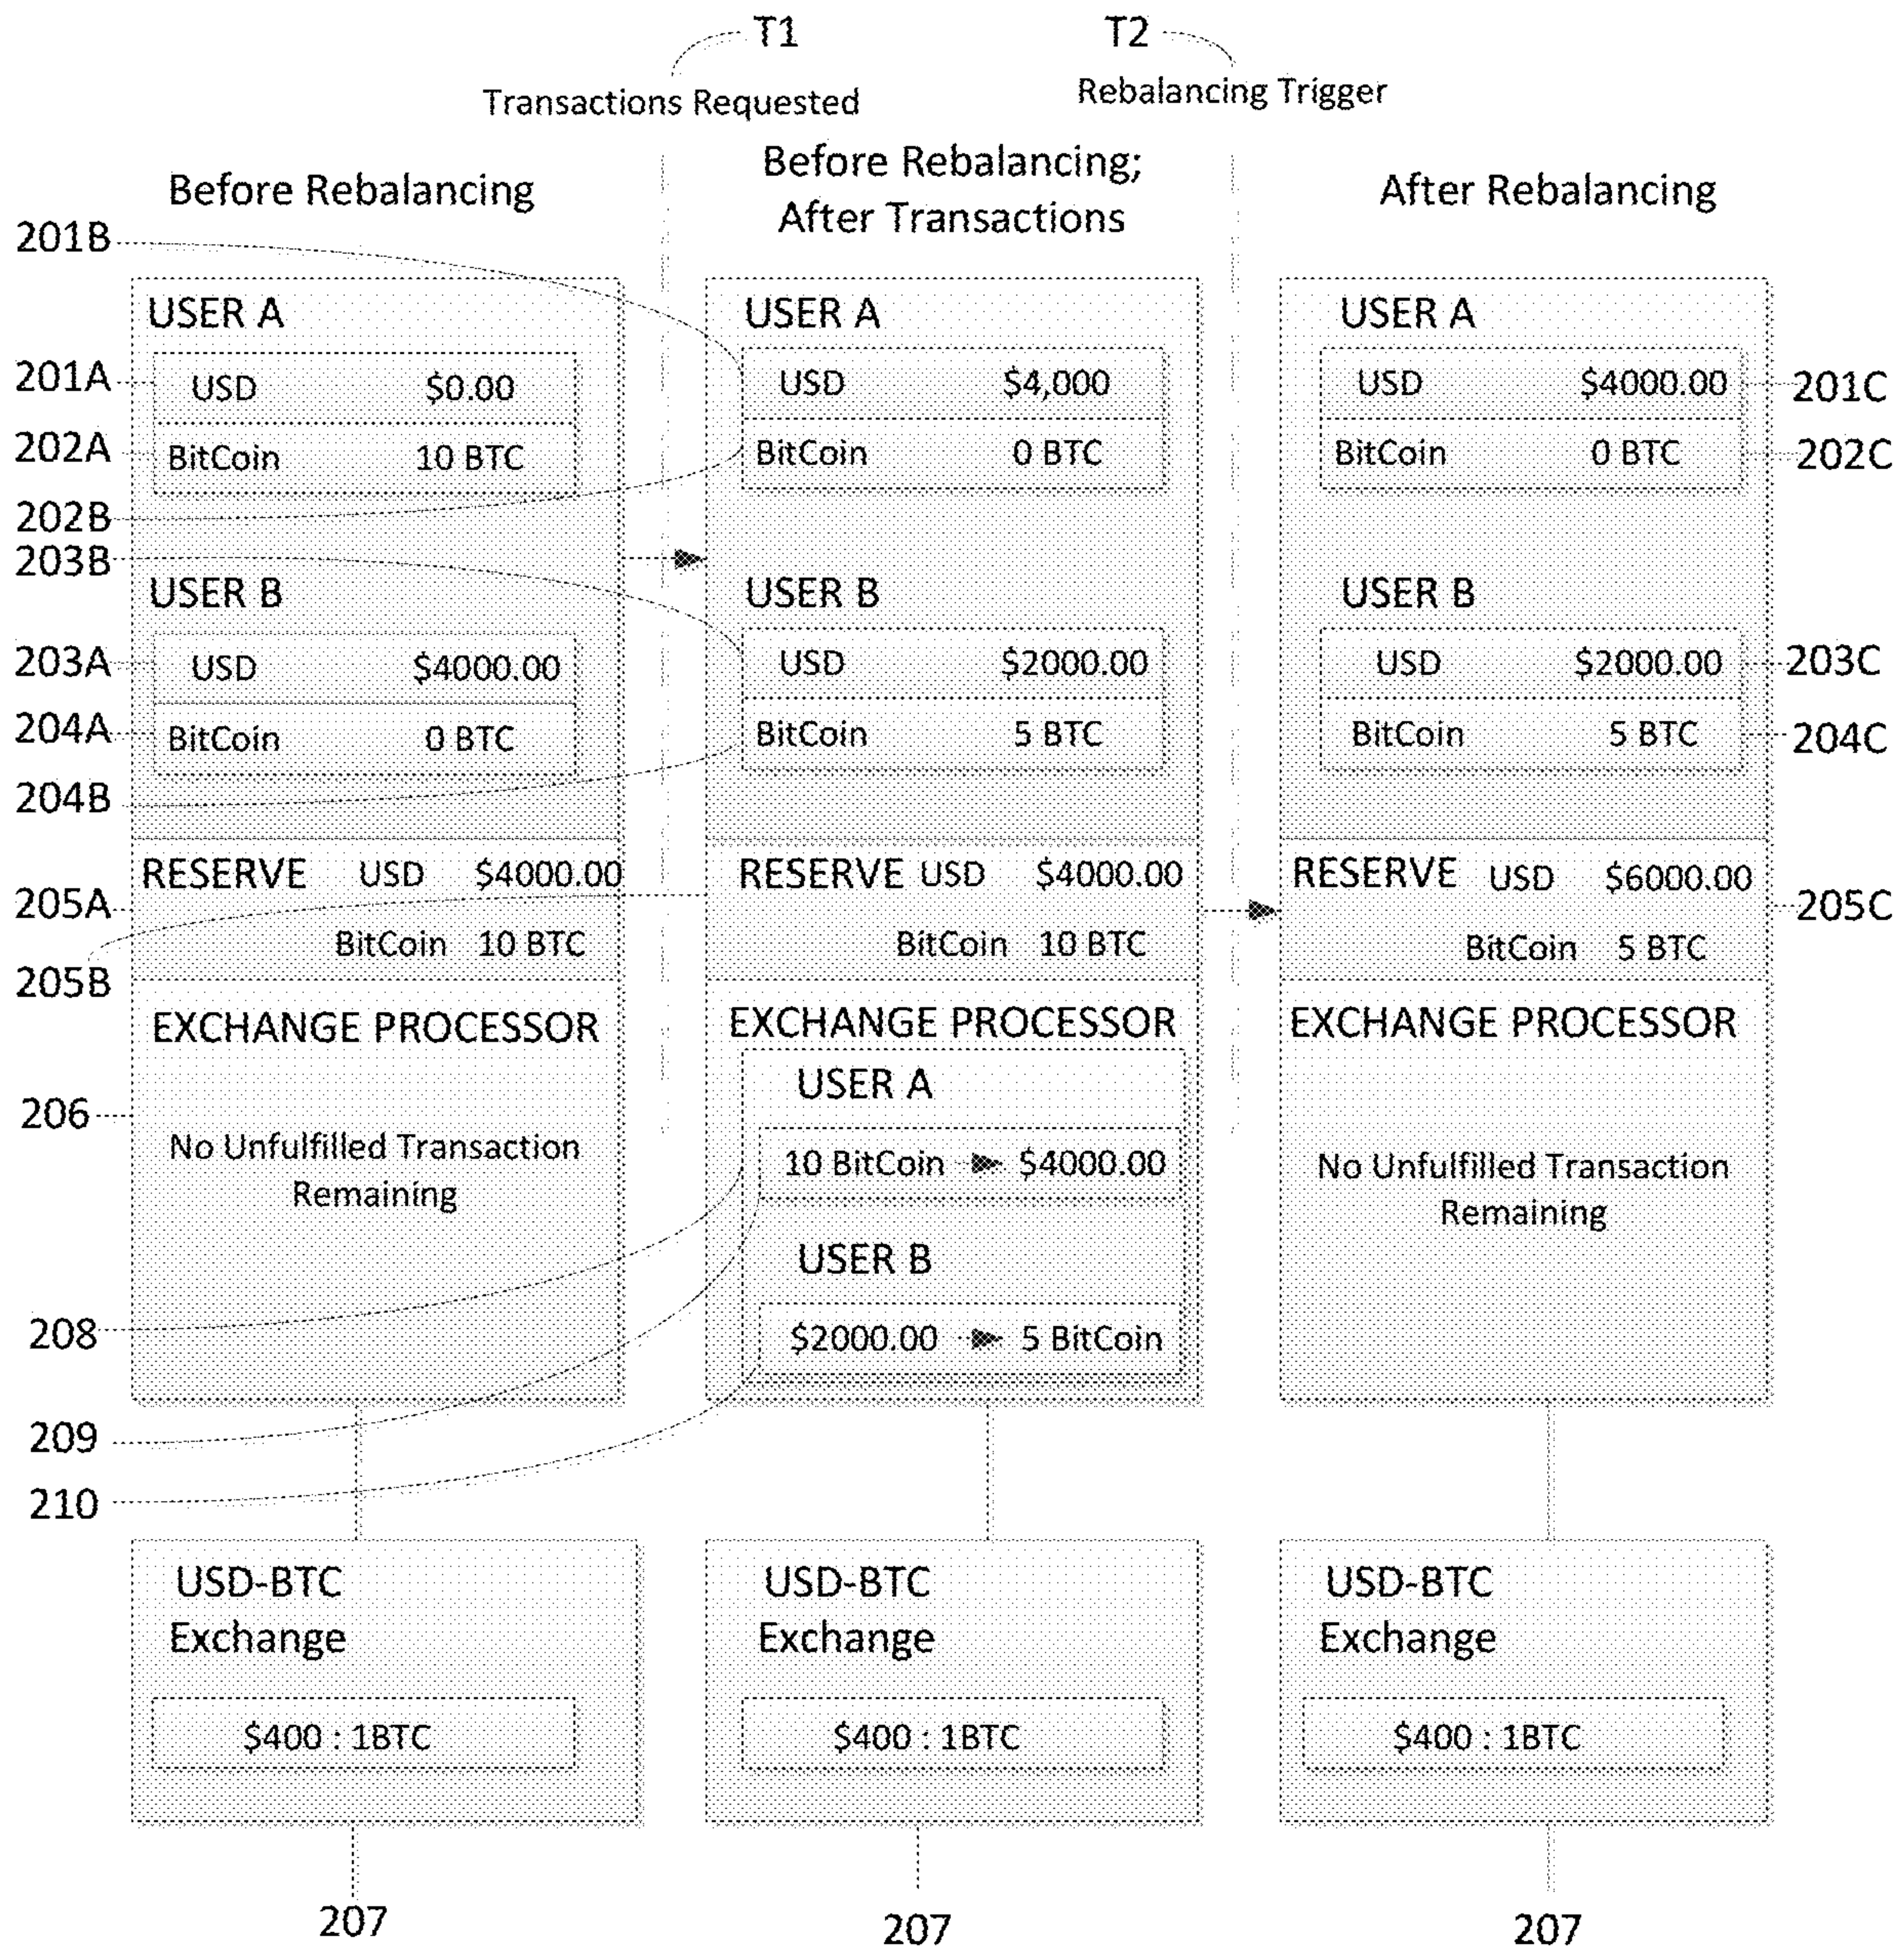 T1
T2
Transactions Requested
Rebalancing Trigger
Before Rebalancing
Before Rebalancing;
After Transactions
After Rebalancing
201B
201A
202A
202B
203B
203A
204A
204B
205A
205B
206
208
209
210
USER A
USD $0.00
BitCoin 10 BTC
USER B
USD $4000.00
BitCoin 0 BTC
RESERVE USD $4000.00
BitCoin 10 BTC
EXCHANGE PROCESSOR
No Unfulfilled Transaction
Remaining
USD-BTC
Exchange
$400 : 1BTC
207
USER A
USD $4,000
BitCoin 0 BTC
USER B
USD $2000.00
BitCoin 5 BTC
RESERVE USD $4000.00
BitCoin 10 BTC
EXCHANGE PROCESSOR
USER A
10 BitCoin $4000.00
USER B
$2000.00 5 BitCoin
USD-BTC
Exchange
$400 : 1BTC
207
USER A
USD $4000.00
BitCoin 0 BTC
USER B
USD $2000.00
BitCoin 5 BTC
RESERVE USD $6000.00
BitCoin 5 BTC
EXCHANGE PROCESSOR
No Unfulfilled Transaction
Remaining
USD-BTC
Exchange
$400 : 1BTC
207
201C
202C
203C
204C
205C